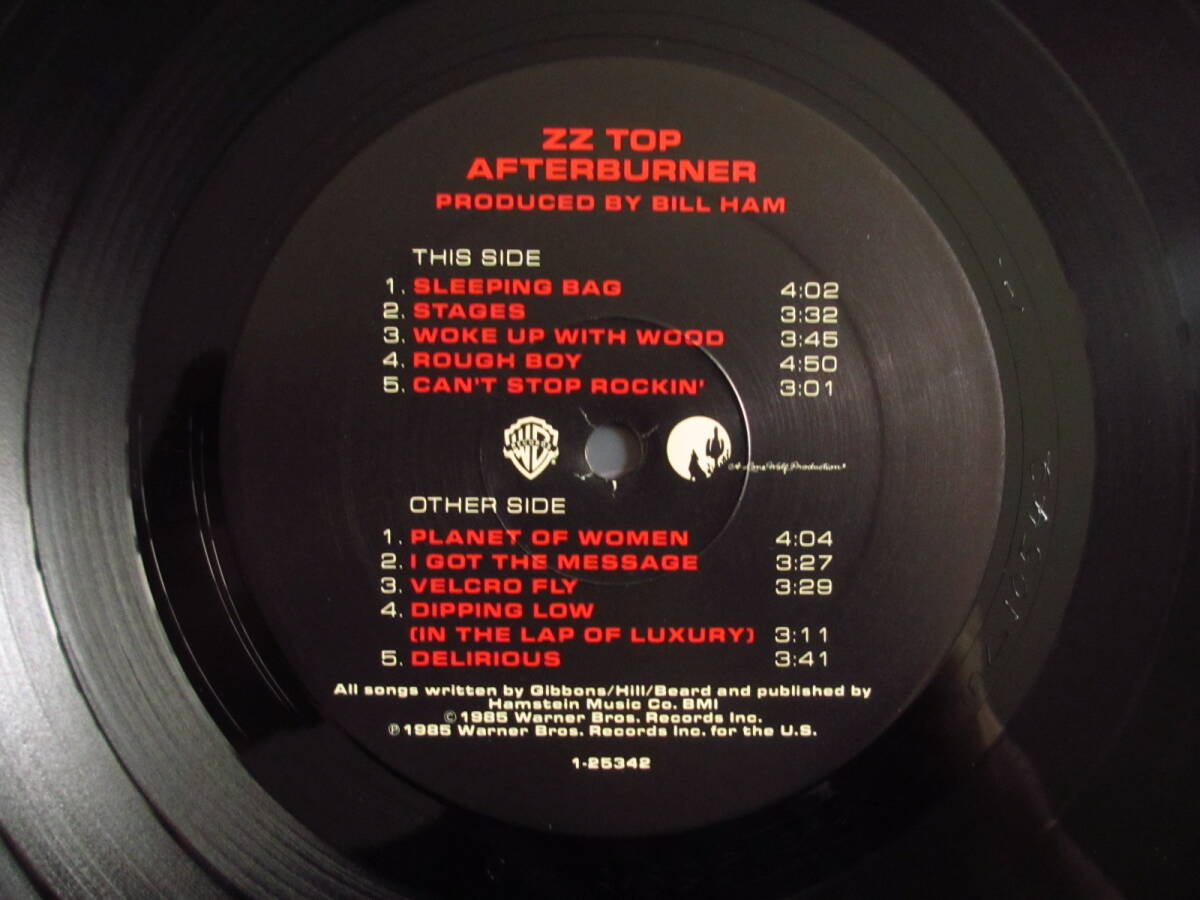 ZZ TOP
AFTERBURNER
PRODUCED BY BILL HAM
THIS SIDE
1. SLEEPING BAG 4:02
2. STAGES 3:32
3. WOKE UP WITH WOOD 3:45
4. ROUGH BOY 4:50
5. CAN'T STOP ROCKIN' 3:01
WB
RECORDS
A Lone Wolf Production
OTHER SIDE
1. PLANET OF WOMEN 4:04
2. I GOT THE MESSAGE 3:27
3. VELCRO FLY 3:29
4. DIPPING LOW
(IN THE LAP OF LUXURY) 3:11
5. DELIRIOUS 3:41
All songs written by Gibbons/Hill/Beard and published by
Hamstein Music Co. BMI
© 1985 Warner Bros. Records Inc.
℗ 1985 Warner Bros. Records Inc. for the U.S.
1-25342